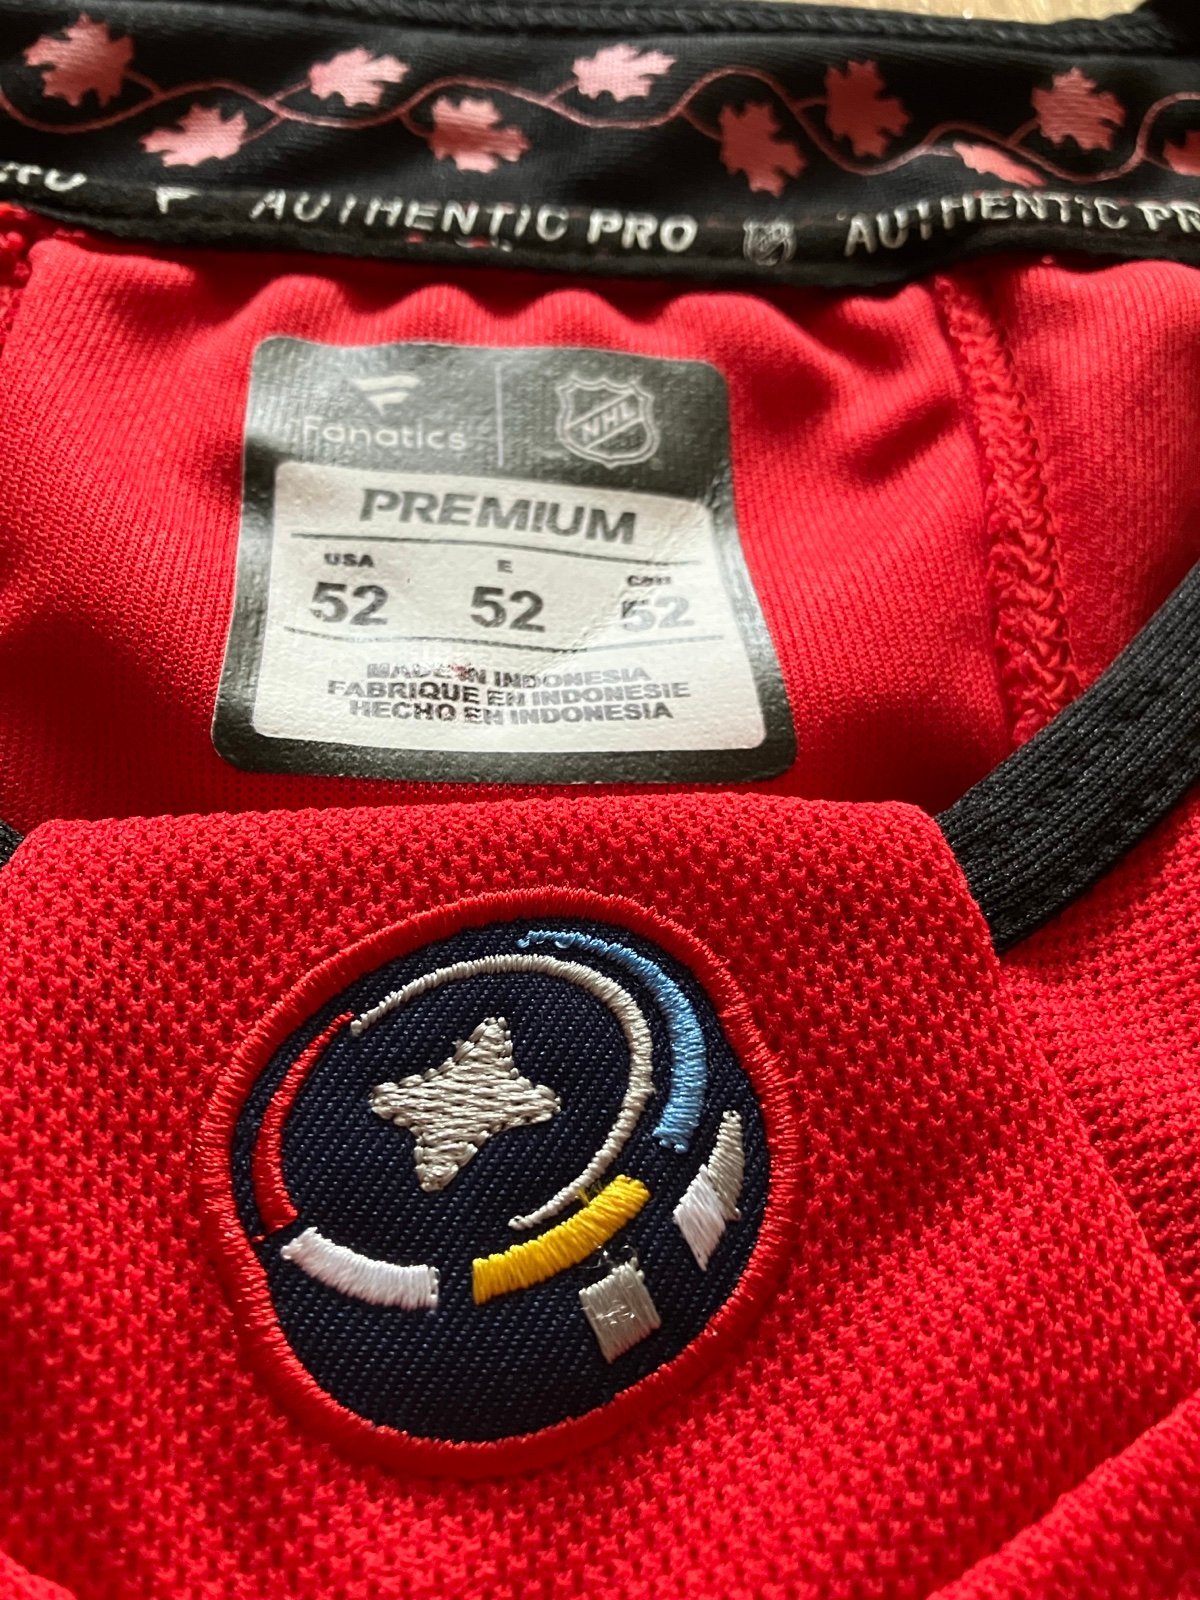 AUTHENTIC PRO NHL AUTHENTIC PR
Fanatics NHL
PREMIUM
USA E
52 52 52
MADE IN INDONESIA
FABRIQUE EN INDONESIE
HECHO EN INDONESIA